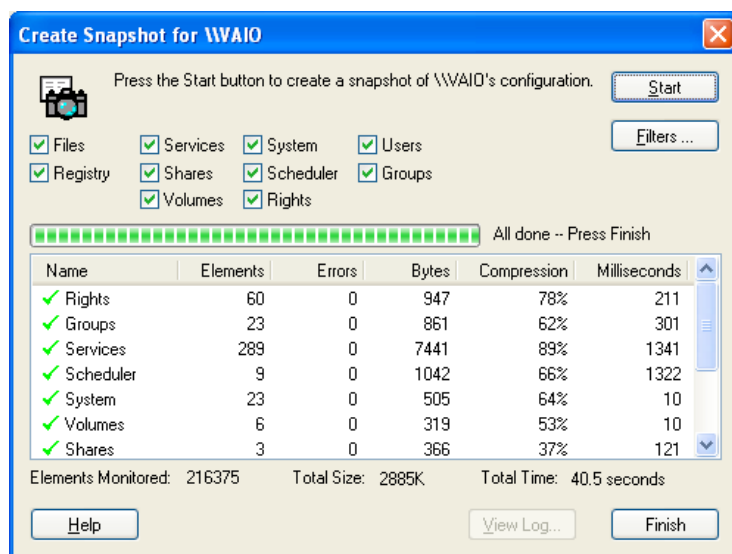 Create Snapshot for \\VAIO
Press the Start button to create a snapshot of \\VAIO's configuration.
Start
Filters ...
Files Services System Users
Registry Shares Scheduler Groups
Volumes Rights
All done -- Press Finish
Name Elements Errors Bytes Compression Milliseconds
Rights 60 0 947 78% 211
Groups 23 0 861 62% 301
Services 289 0 7441 89% 1341
Scheduler 9 0 1042 66% 1322
System 23 0 505 64% 10
Volumes 6 0 319 53% 10
Shares 3 0 366 37% 121
Elements Monitored: 216375 Total Size: 2885K Total Time: 40.5 seconds
Help View Log... Finish